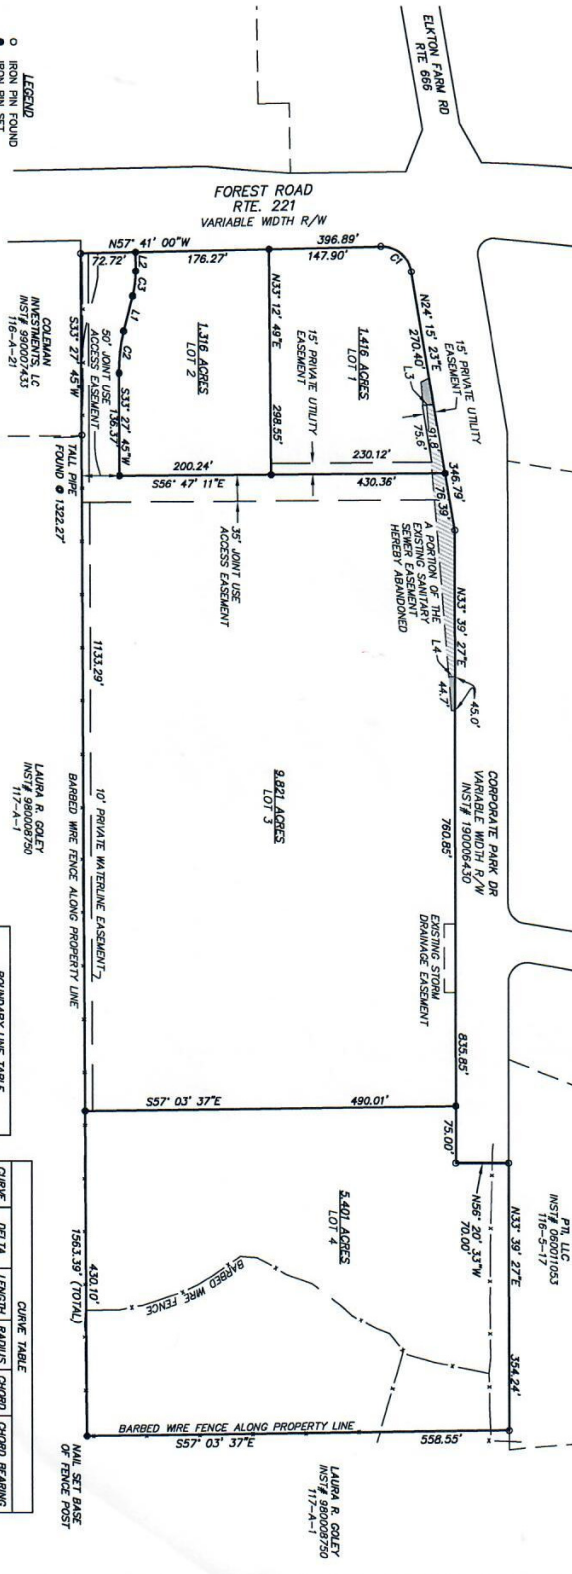 ELKTON FARM RD
RTE 666
LEGEND
IRON PIN FOUND
IRON PIN SET
FOREST ROAD
RTE. 221
VARIABLE WIDTH R/W
N57° 41' 00"W
72.72'
176.27'
396.89'
147.90'
L2
C3
L1
C2
C1
COLEMAN
INVESTMENTS, LC
INST# 990007433
116-A-21
S33° 27' 45"W
50' JOINT USE
ACCESS EASEMENT
S33° 27' 45"W
136.37'
1.316 ACRES
LOT 2
N33° 12' 49"E
298.55'
15' PRIVATE UTILITY
EASEMENT
1.416 ACRES
LOT 1
N24° 15' 23"E
270.40'
L3
15' PRIVATE UTILITY
EASEMENT
91.8'
75.6'
TALL PIPE
FOUND @ 1322.27'
200.24'
S56° 47' 11"E
230.12'
430.36'
346.79'
76.39'
35' JOINT USE
ACCESS EASEMENT
A PORTION OF THE
EXISTING SANITARY
SEWER EASEMENT
HEREBY ABANDONED
N33° 39' 27"E
L4
44.7'
45.0'
1133.29'
LAURA R. GOLEY
INST# 980008750
117-A-1
BARBED WIRE FENCE ALONG PROPERTY LINE
10' PRIVATE WATERLINE EASEMENT
9.821 ACRES
LOT 3
760.85'
CORPORATE PARK DR
VARIABLE WIDTH R/W
INST# 190006430
EXISTING STORM
DRAINAGE EASEMENT
835.85'
S57° 03' 37"E
490.01'
75.00'
N56° 20' 33"W
70.00'
PTI, LLC
INST# 060011053
116-5-17
N33° 39' 27"E
354.24'
5.401 ACRES
LOT 4
BARBED WIRE FENCE
430.10'
1563.39' (TOTAL)
BARBED WIRE FENCE ALONG PROPERTY LINE
S57° 03' 37"E
558.55'
NAIL SET BASE
OF FENCE POST
LAURA R. GOLEY
INST# 980008750
117-A-1
BOUNDARY LINE TABLE
CURVE TABLE
CURVE DELTA LENGTH RADIUS CHORD CHORD BEARING